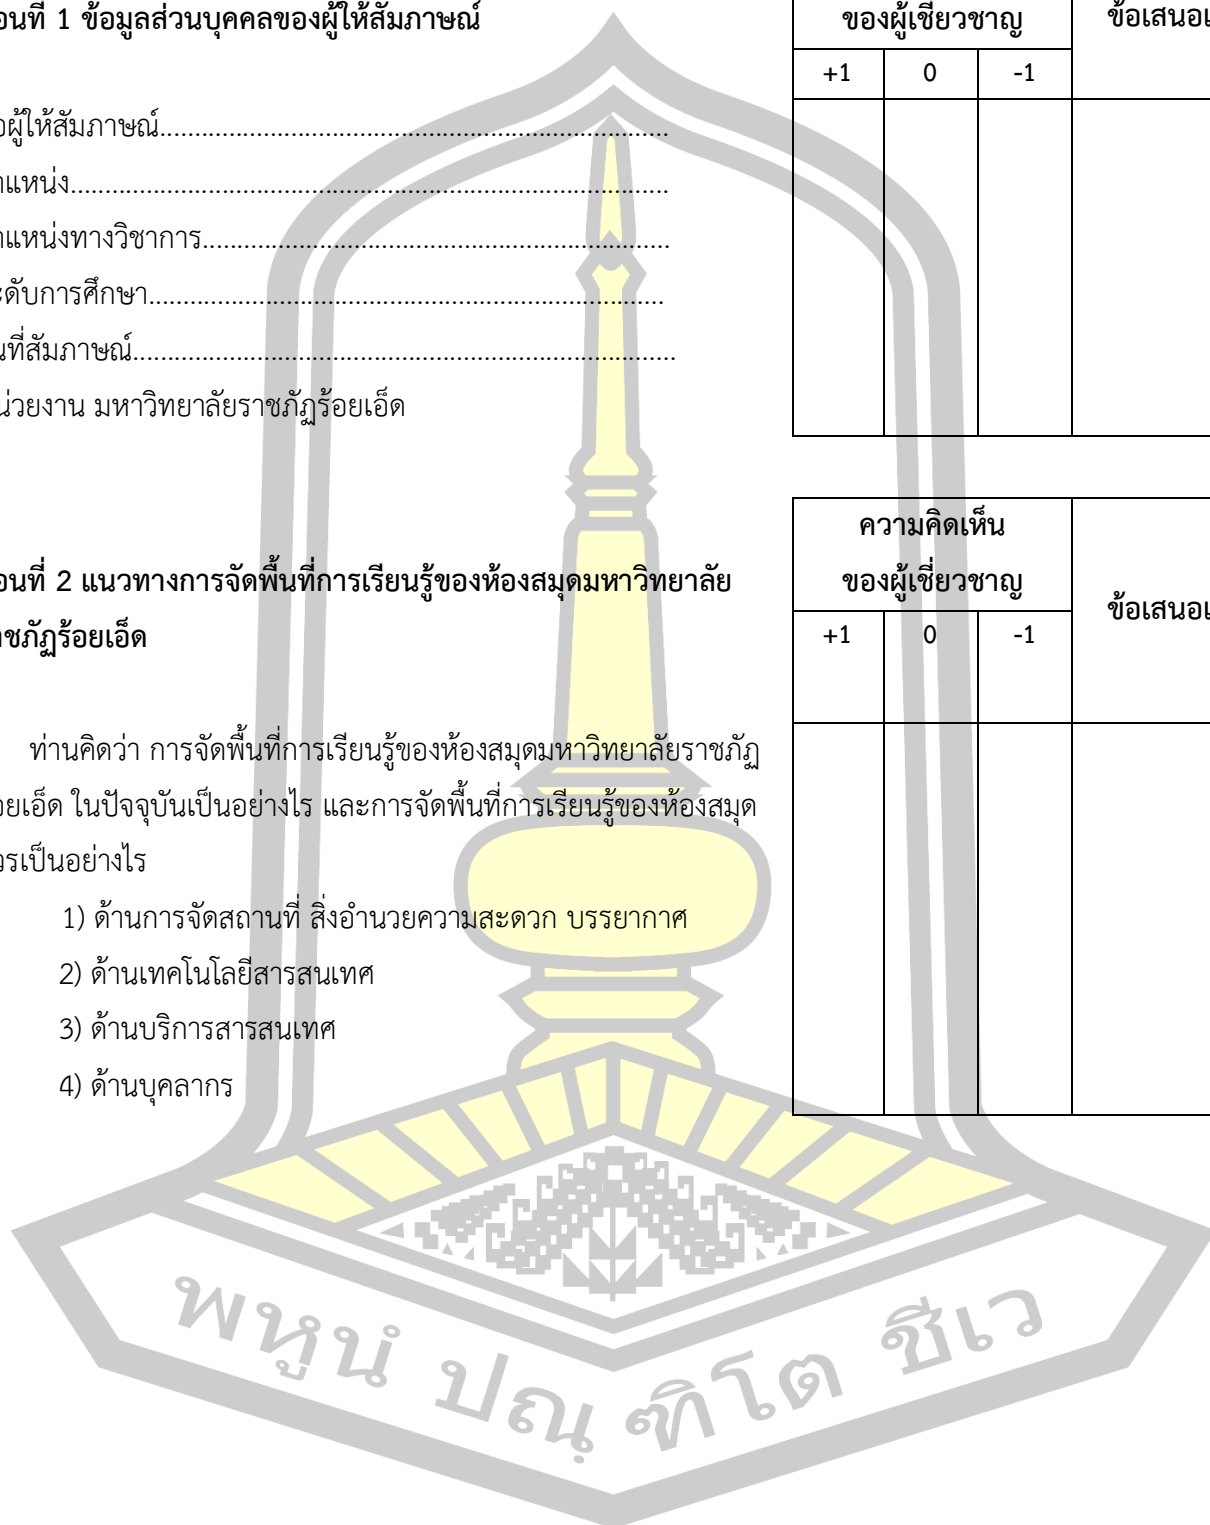 อนที่ 1 ข้อมูลส่วนบุคคลของผู้ให้สัมภาษณ์
ของผู้เชี่ยวชาญ
ข้อเสนอ
+1 0 -1
ผู้ให้สัมภาษณ์........................................................................
แหน่ง.....................................................................................
แหน่งทางวิชาการ...................................................................
ะดับการศึกษา..........................................................................
นที่สัมภาษณ์..............................................................................
น่วยงาน มหาวิทยาลัยราชภัฏร้อยเอ็ด
ความคิดเห็น
ของผู้เชี่ยวชาญ
ข้อเสนอ
+1 0 -1
อนที่ 2 แนวทางการจัดพื้นที่การเรียนรู้ของห้องสมุดมหาวิทยาลัย
าชภัฏร้อยเอ็ด
ท่านคิดว่า การจัดพื้นที่การเรียนรู้ของห้องสมุดมหาวิทยาลัยราชภัฏ
อยเอ็ด ในปัจจุบันเป็นอย่างไร และการจัดพื้นที่การเรียนรู้ของห้องสมุด
วรเป็นอย่างไร
1) ด้านการจัดสถานที่ สิ่งอำนวยความสะดวก บรรยากาศ
2) ด้านเทคโนโลยีสารสนเทศ
3) ด้านบริการสารสนเทศ
4) ด้านบุคลากร
พหูนํ ปณฺฑิโต ชีเว